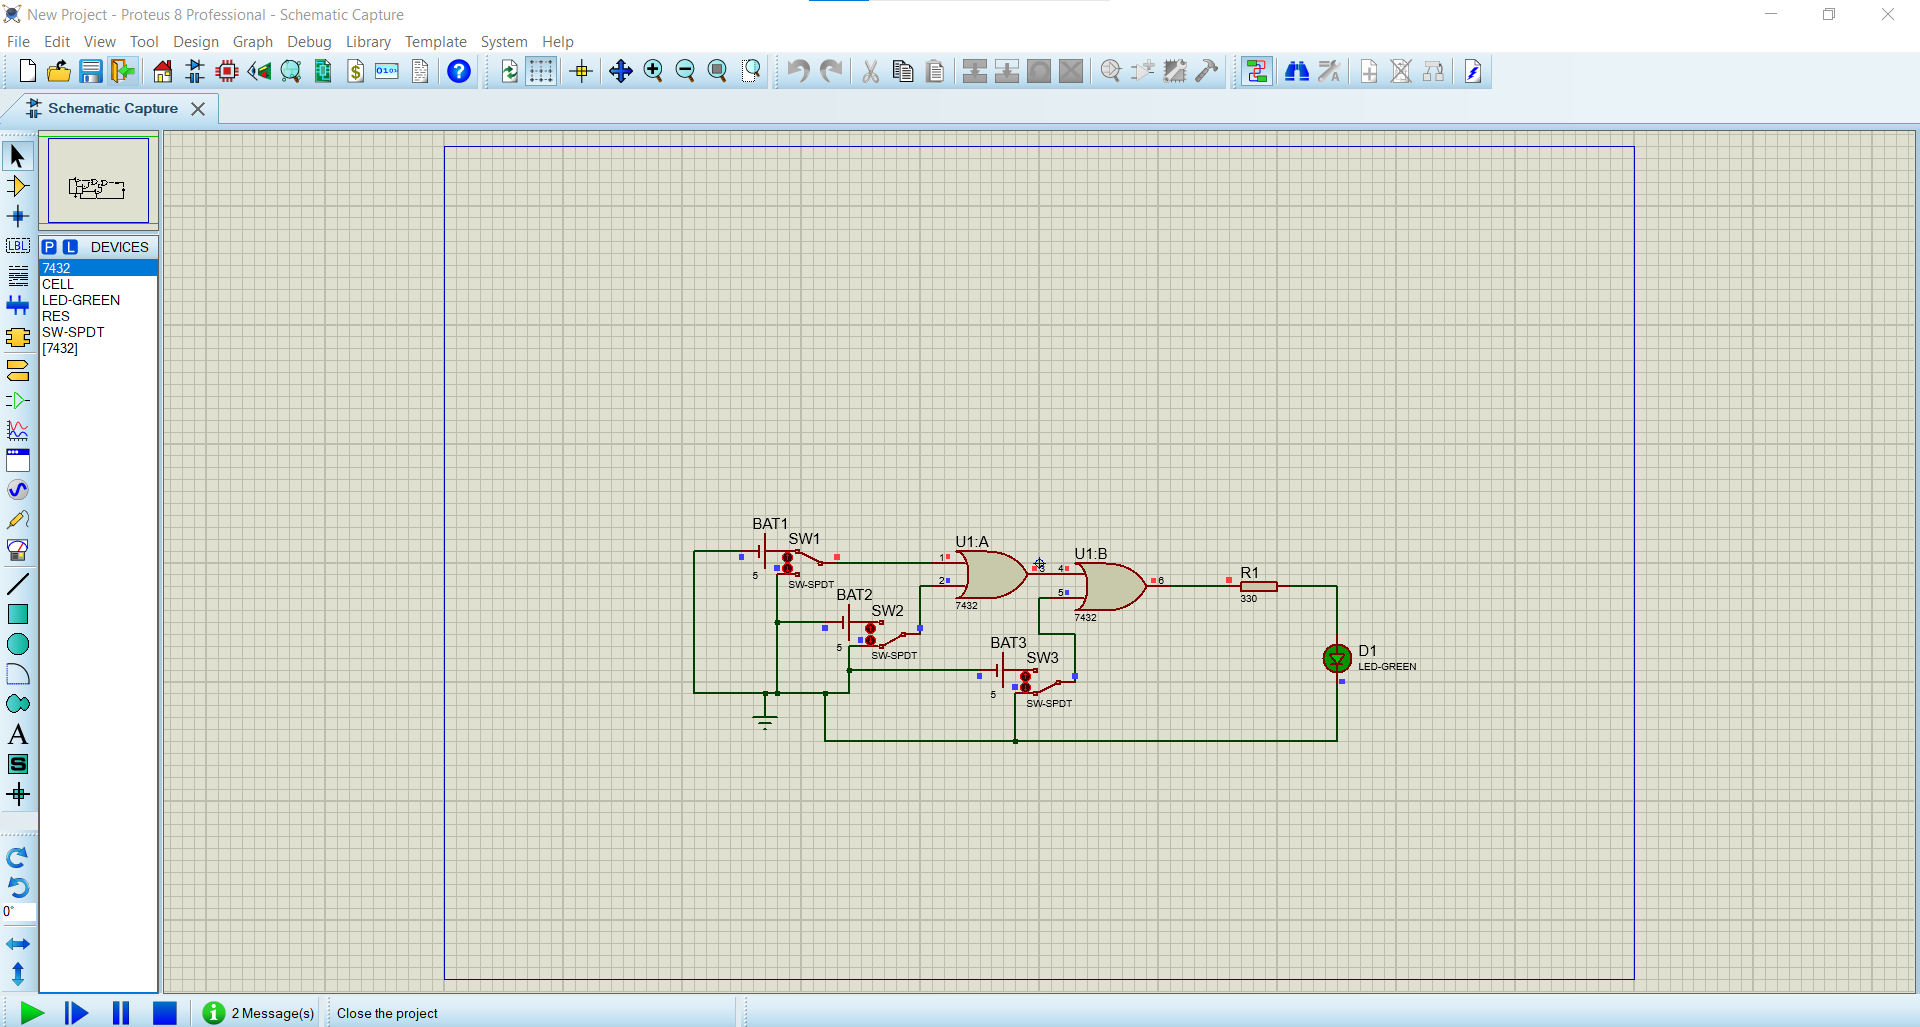 New Project - Proteus 8 Professional - Schematic Capture
File Edit View Tool Design Graph Debug Library Template System Help
Schematic Capture
P L DEVICES
7432
CELL
LED-GREEN
RES
SW-SPDT
[7432]
LBL
A
S
0°
BAT1
SW1
5
SW-SPDT
BAT2
SW2
5
SW-SPDT
BAT3
SW3
5
SW-SPDT
U1:A
1
2
3
7432
U1:B
4
5
6
7432
R1
330
D1
LED-GREEN
2 Message(s)
Close the project